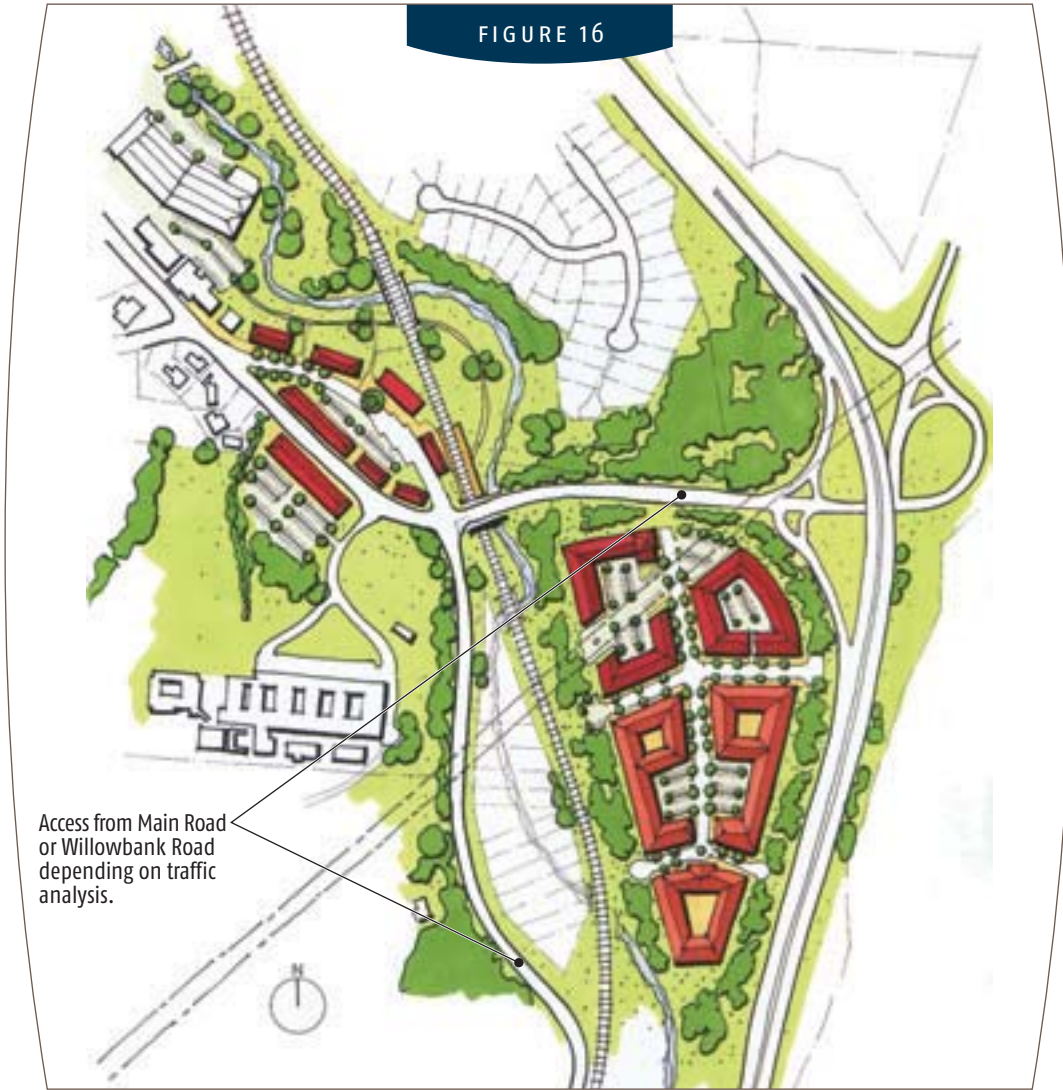 FIGURE 16
Access from Main Road
or Willowbank Road
depending on traffic
analysis.
N